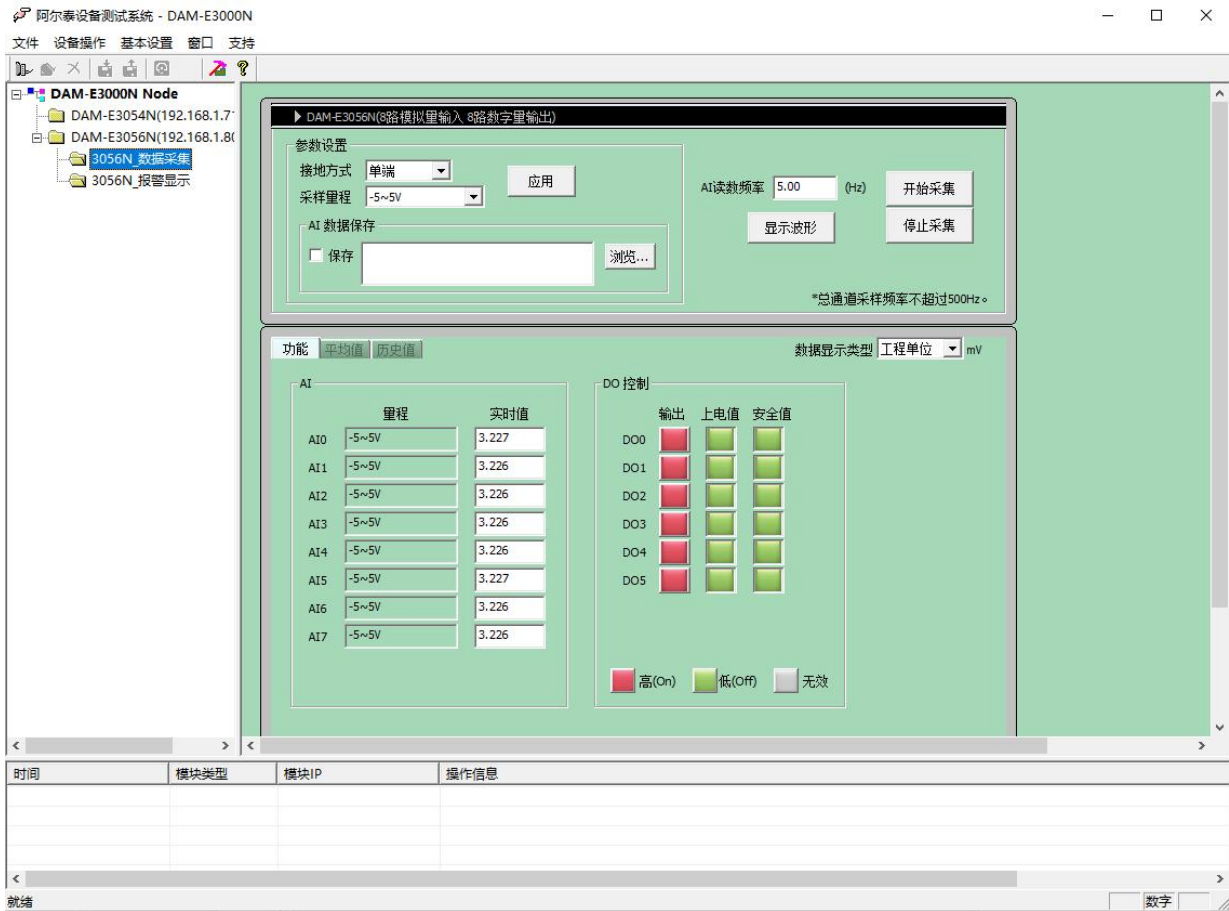 阿尔泰设备测试系统 - DAM-E3000N
文件 设备操作 基本设置 窗口 支持
DAM-E3000N Node
DAM-E3054N(192.168.1.7
DAM-E3056N(192.168.1.80
3056N_数据采集
3056N_报警显示
DAM-E3056N(8路模拟里输入 8路数字里输出)
参数设置
接地方式 单端
采样里程 -5~5V
应用
AI 数据保存
保存
浏览...
AI读数频率 5.00 (Hz)
开始采集
显示波形
停止采集
*总通道采样频率不超过500Hz。
功能 平均值 历史值
数据显示类型 工程单位 mV
AI
里程 实时值
AI0 -5~5V 3.227
AI1 -5~5V 3.226
AI2 -5~5V 3.226
AI3 -5~5V 3.226
AI4 -5~5V 3.226
AI5 -5~5V 3.227
AI6 -5~5V 3.226
AI7 -5~5V 3.226
DO 控制
输出 上电值 安全值
DO0
DO1
DO2
DO3
DO4
DO5
高(On) 低(Off) 无效
时间 模块类型 模块IP 操作信息
就绪
数字